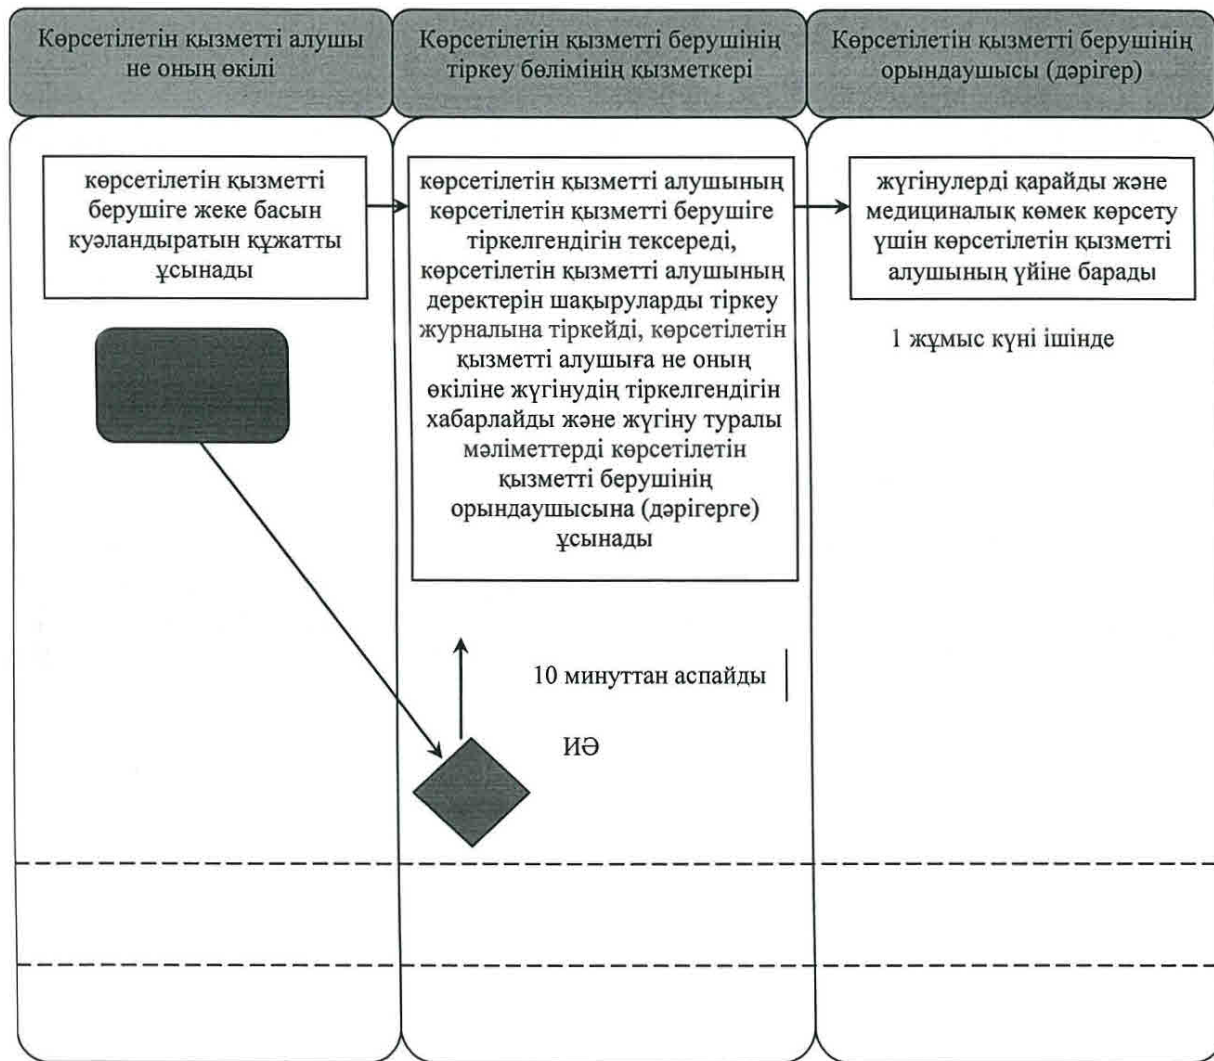 Көрсетілетін қызметті алушы
не оның өкілі
Көрсетілетін қызметті берушінің
тіркеу бөлімінің қызметкері
Көрсетілетін қызметті берушінің
орындаушысы (дәрігер)
көрсетілетін қызметті
берушіге жеке басын
куәландыратын құжатты
ұсынады
көрсетілетін қызметті алушының
көрсетілетін қызметті берушіге
тіркелгендігін тексереді,
көрсетілетін қызметті алушының
деректерін шақыруларды тіркеу
журналына тіркейді, көрсетілетін
қызметті алушыға не оның
өкіліне жүгінудің тіркелгендігін
хабарлайды және жүгіну туралы
мәліметтерді көрсетілетін
қызметті берушінің
орындаушысына (дәрігерге)
ұсынады
жүгінулерді қарайды және
медициналық көмек көрсету
үшін көрсетілетін қызметті
алушының үйіне барады
1 жұмыс күні ішінде
10 минуттан аспайды
ИӘ